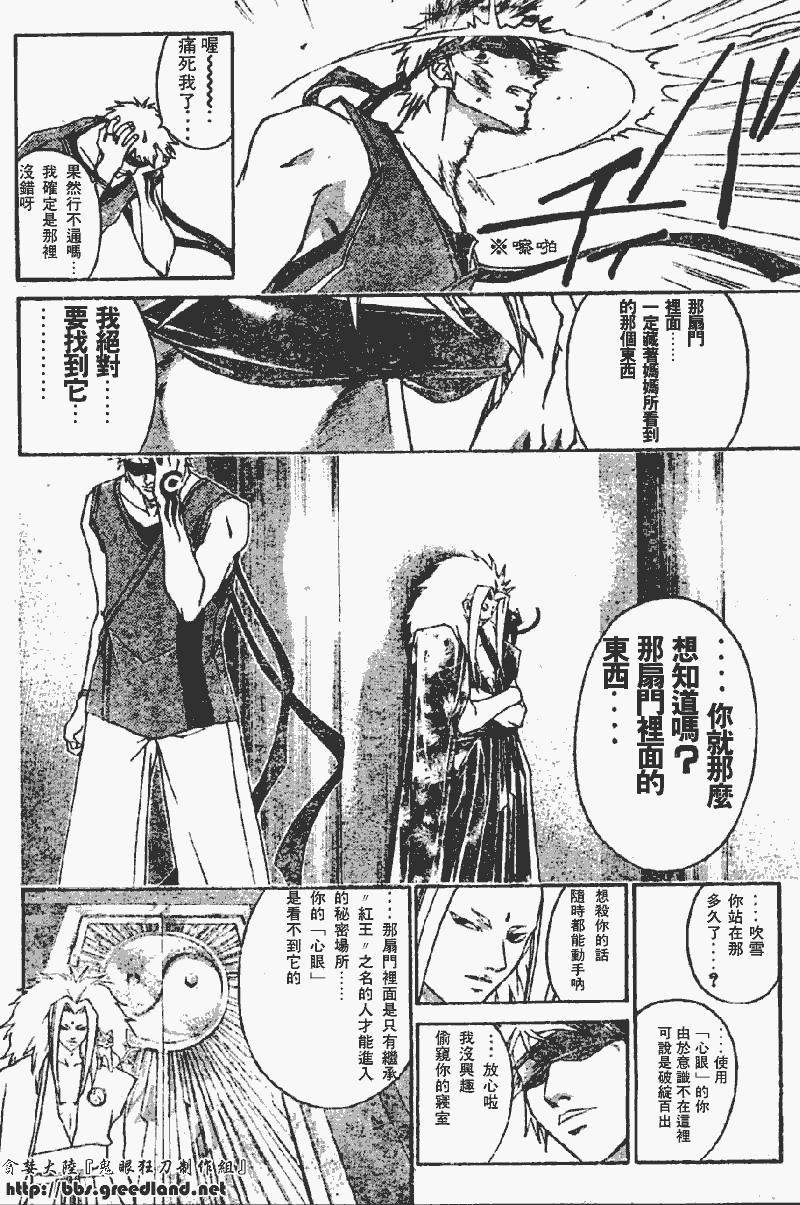 喔~~~~
痛死我了・・・
果然行不通嗎…
我確定是那裡
沒錯呀
※嚓啪
那扇門
裡面……
一定藏著媽媽所看到
的那個東西
我絕對……
要找到它…
…………
・・・・你就那麼
想知道嗎?
那扇門裡面的
東西・・・・
・・・・吹雪
你站在那
多久了・・・・?
・・・・使用
「心眼」的你
由於意識不在這裡
可說是破綻百出
想殺你的話
隨時都能動手吶
・・・・放心啦
我沒興趣
偷窺你的寢室
・・・・那扇門裡面是只有繼承
〃紅王〃之名的人才能進入
的秘密場所……
你的「心眼」
是看不到它的
貪婪大陸『鬼眼狂刀制作組』
http://bbs.greedland.net